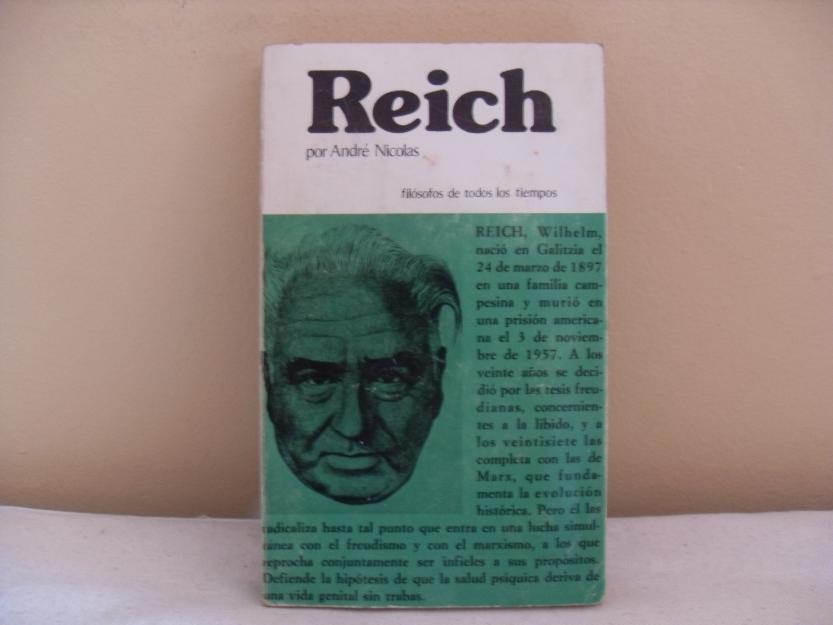 Reich
por André Nicolas
filósofos de todos los tiempos
REICH, Wilhelm,
nació en Galitzia el
24 de marzo de 1897
en una familia cam-
pesina y murió en
una prisión america-
na el 3 de noviem-
bre de 1957. A los
veinte años se deci-
dió por las tesis freu-
dianas, concernien-
tes a la libido, y a
los veintisiete las
completa con las de
Marx, que funda-
menta la evolución
histórica. Pero él las
radicaliza hasta tal punto que entra en una lucha simul-
tánea con el freudismo y con el marxismo, a los que
reprocha conjuntamente ser infieles a sus propósitos.
Defiende la hipótesis de que la salud psíquica deriva de
una vida genital sin trabas.